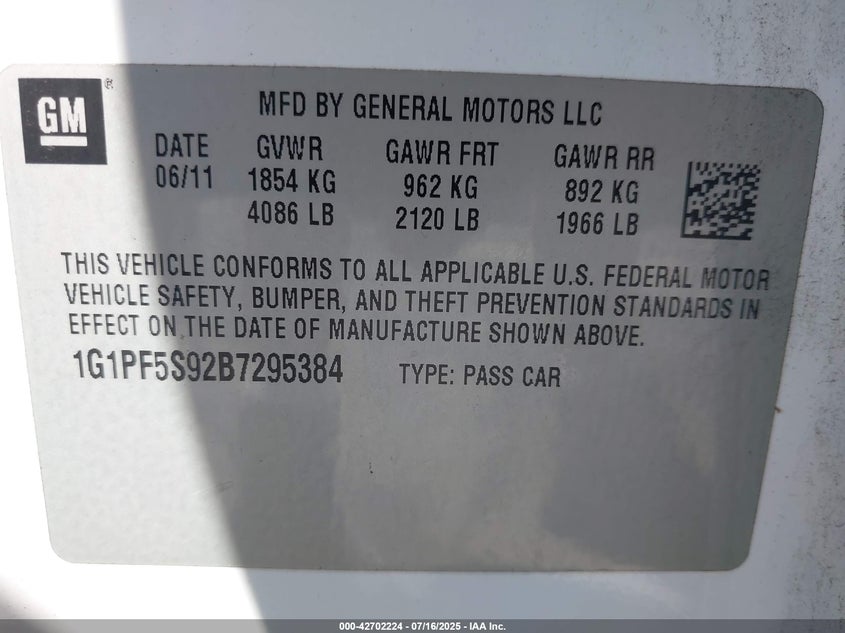 GM ®
MFD BY GENERAL MOTORS LLC
DATE GVWR GAWR FRT GAWR RR
06/11 1854 KG 962 KG 892 KG
4086 LB 2120 LB 1966 LB
THIS VEHICLE CONFORMS TO ALL APPLICABLE U.S. FEDERAL MOTOR
VEHICLE SAFETY, BUMPER, AND THEFT PREVENTION STANDARDS IN
EFFECT ON THE DATE OF MANUFACTURE SHOWN ABOVE.
1G1PF5S92B7295384 TYPE: PASS CAR
000-42702224 - 07/16/2025 - IAA Inc.